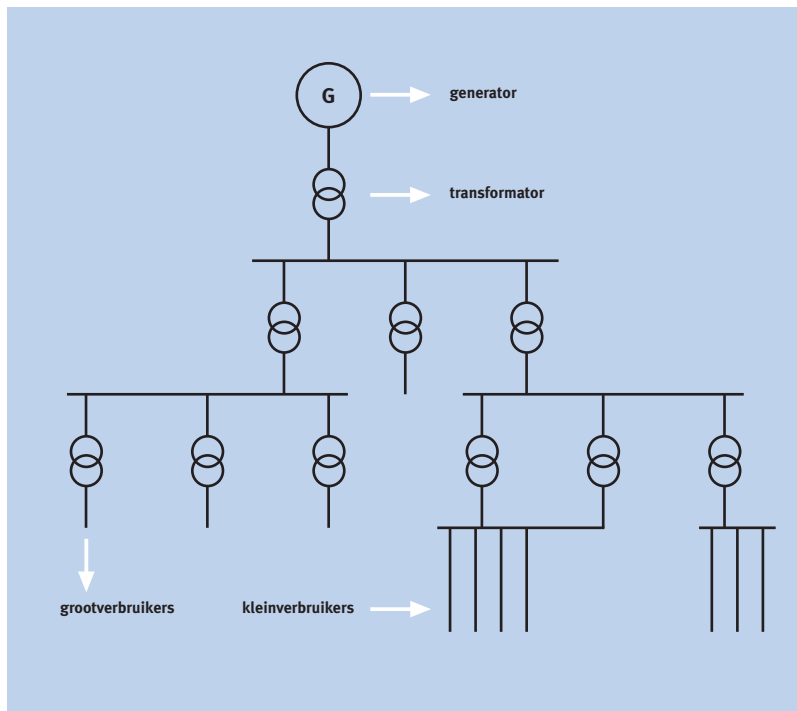 G
generator
transformator
grootverbruikers
kleinverbruikers